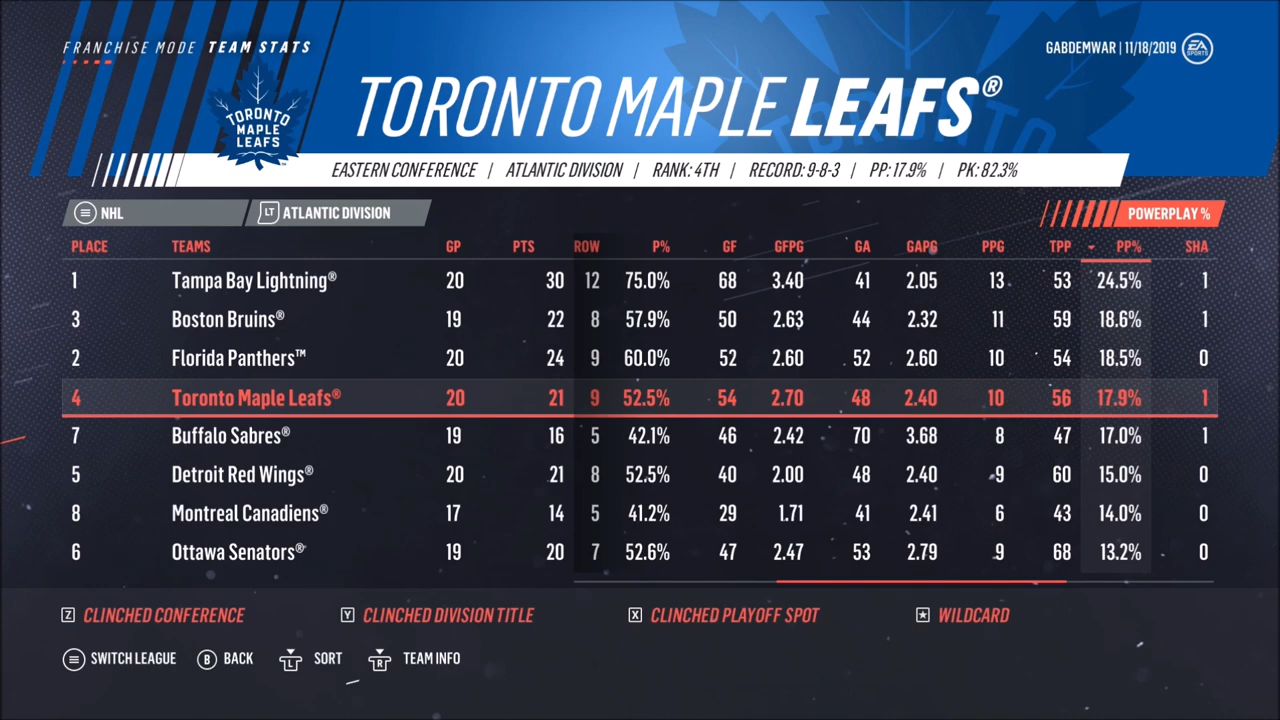 FRANCHISE MODE TEAM STATS
GABDEMWAR | 11/18/2019 EA SPORTS
TORONTO MAPLE LEAFS
TORONTO MAPLE LEAFS®
EASTERN CONFERENCE / ATLANTIC DIVISION / RANK: 4TH / RECORD: 9-8-3 / PP: 17.9% / PK: 82.3%
NHL LT ATLANTIC DIVISION POWERPLAY %
PLACE TEAMS GP PTS ROW P% GF GFPG GA GAPG PPG TPP PP% SHA
1 Tampa Bay Lightning® 20 30 12 75.0% 68 3.40 41 2.05 13 53 24.5% 1
3 Boston Bruins® 19 22 8 57.9% 50 2.63 44 2.32 11 59 18.6% 1
2 Florida Panthers™ 20 24 9 60.0% 52 2.60 52 2.60 10 54 18.5% 0
4 Toronto Maple Leafs® 20 21 9 52.5% 54 2.70 48 2.40 10 56 17.9% 1
7 Buffalo Sabres® 19 16 5 42.1% 46 2.42 70 3.68 8 47 17.0% 1
5 Detroit Red Wings® 20 21 8 52.5% 40 2.00 48 2.40 9 60 15.0% 0
8 Montreal Canadiens® 17 14 5 41.2% 29 1.71 41 2.41 6 43 14.0% 0
6 Ottawa Senators® 19 20 7 52.6% 47 2.47 53 2.79 9 68 13.2% 0
Z CLINCHED CONFERENCE Y CLINCHED DIVISION TITLE X CLINCHED PLAYOFF SPOT * WILDCARD
SWITCH LEAGUE B BACK L SORT R TEAM INFO